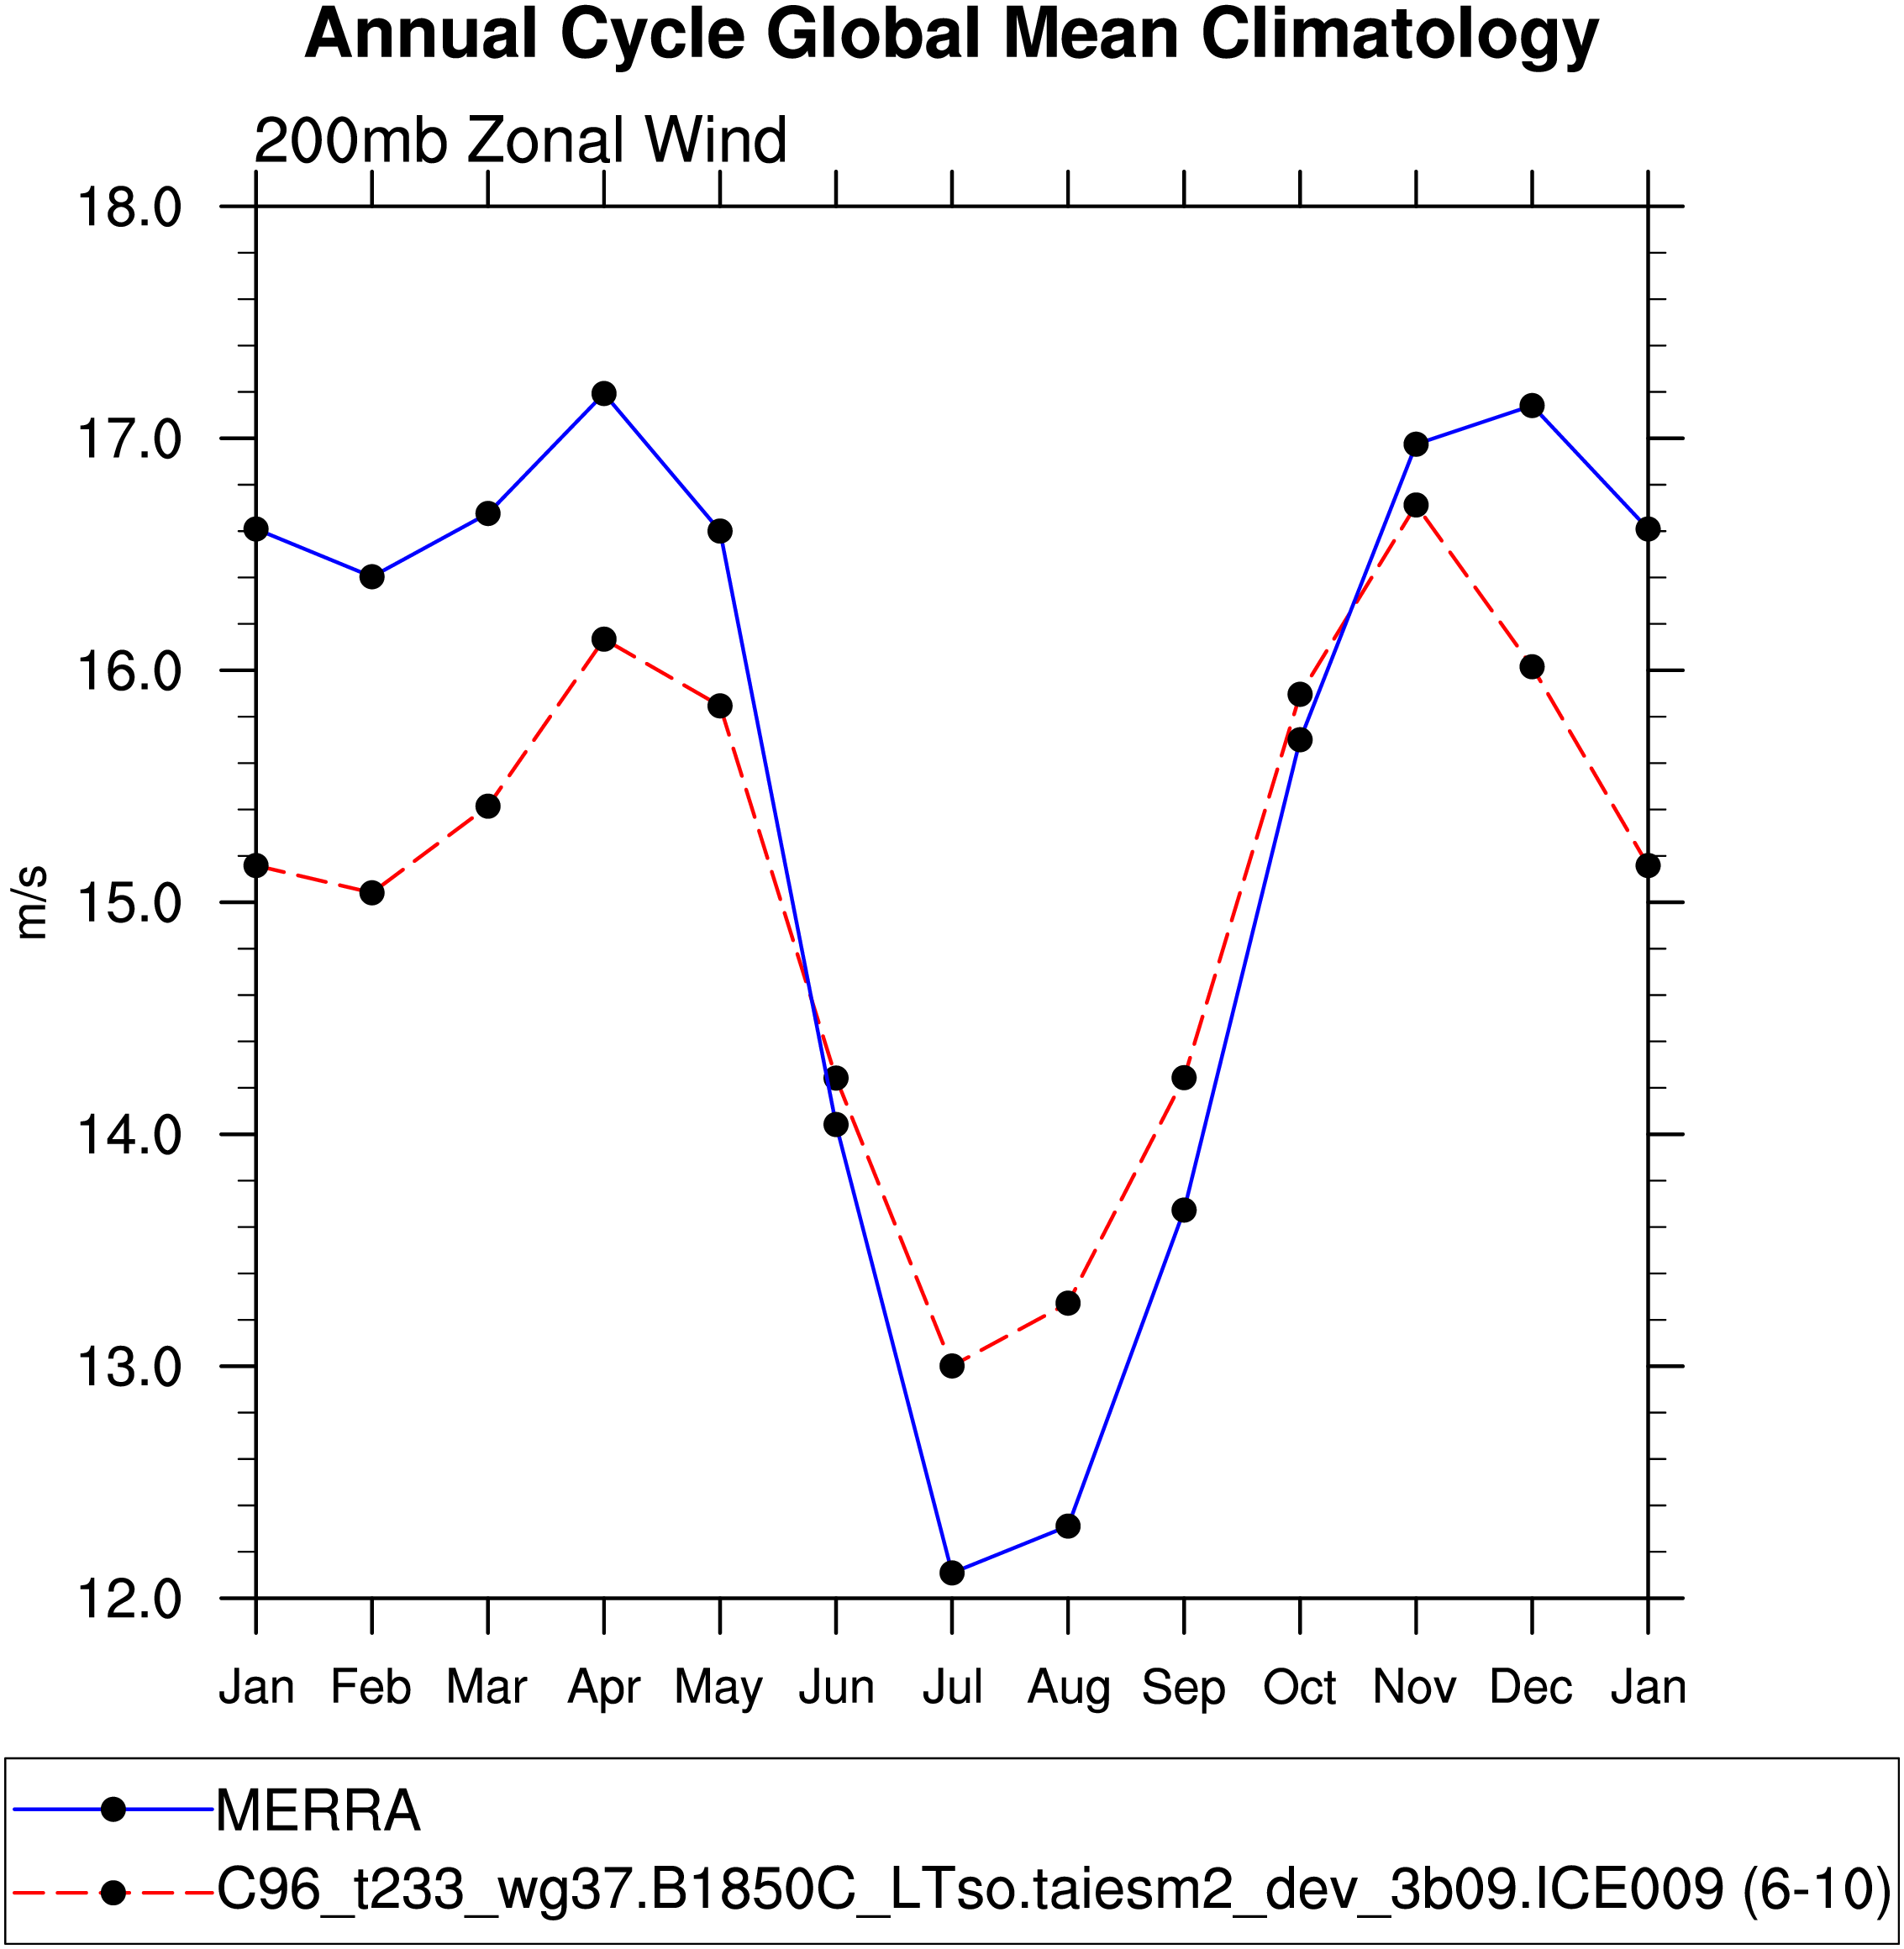 Annual Cycle Global Mean Climatology
200mb Zonal Wind
18.0
17.0
16.0
15.0
14.0
13.0
12.0
m/s
Jan Feb Mar Apr May Jun Jul Aug Sep Oct Nov Dec Jan
MERRA
C96_t233_wg37.B1850C_LTso.taiesm2_dev_3b09.ICE009 (6-10)